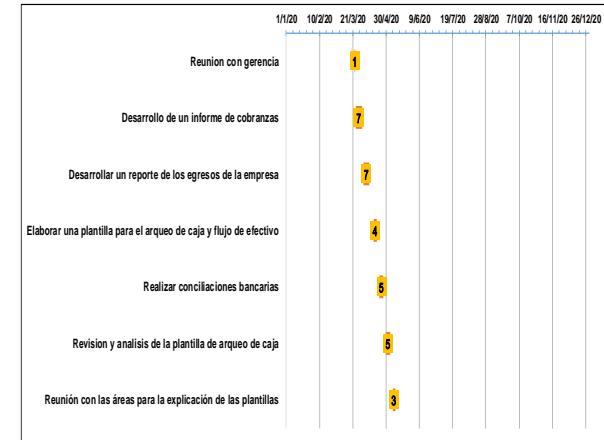 1/1/20 10/2/20 21/3/20 30/4/20 9/6/20 19/7/20 28/8/20 7/10/20 16/11/20 26/12/20
Reunion con gerencia 1
Desarrollo de un informe de cobranzas 7
Desarrollar un reporte de los egresos de la empresa 7
Elaborar una plantilla para el arqueo de caja y flujo de efectivo 4
Realizar conciliaciones bancarias 5
Revision y analisis de la plantilla de arqueo de caja 5
Reunión con las áreas para la explicación de las plantillas 3